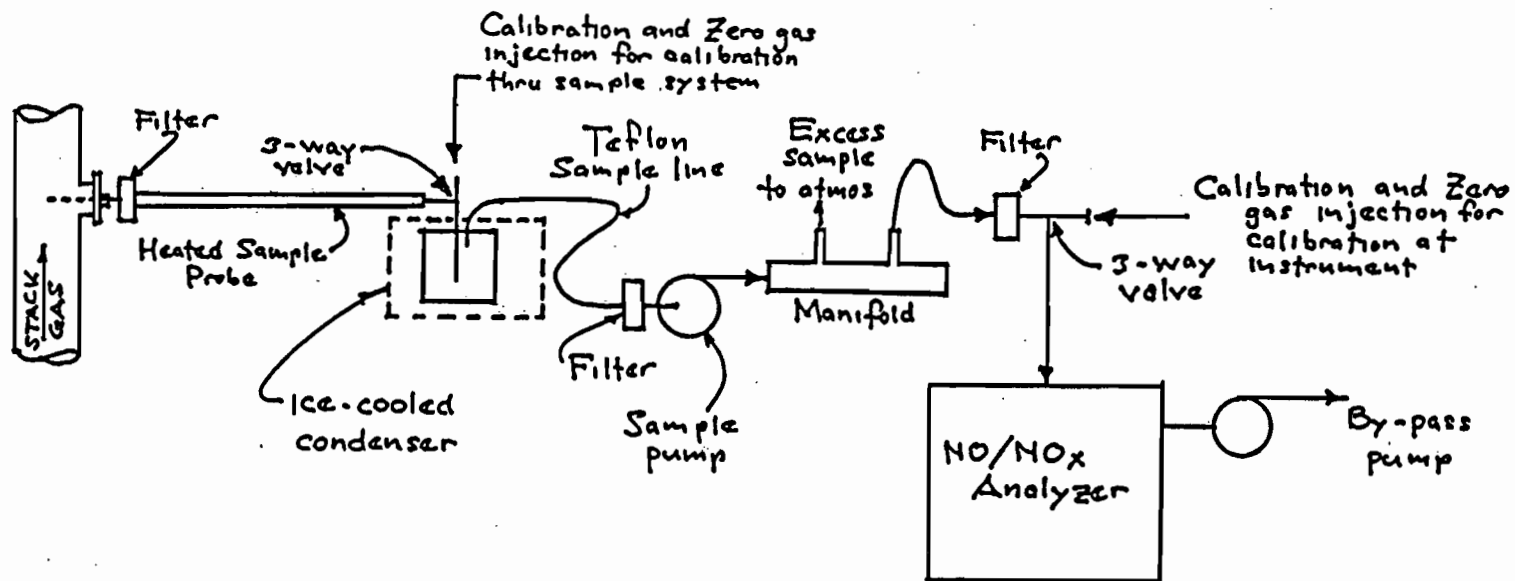 Calibration and Zero gas
injection for calibration
thru sample system
Filter
3-way
valve
Teflon
Sample line
Excess
Sample
to atmos
Filter
Calibration and Zero
gas injection for
calibration at
instrument
Heated Sample
Probe
3-way
valve
Manifold
STACK
GAS
Filter
Ice-cooled
condenser
Sample
pump
NO/NOx
Analyzer
By-pass
pump